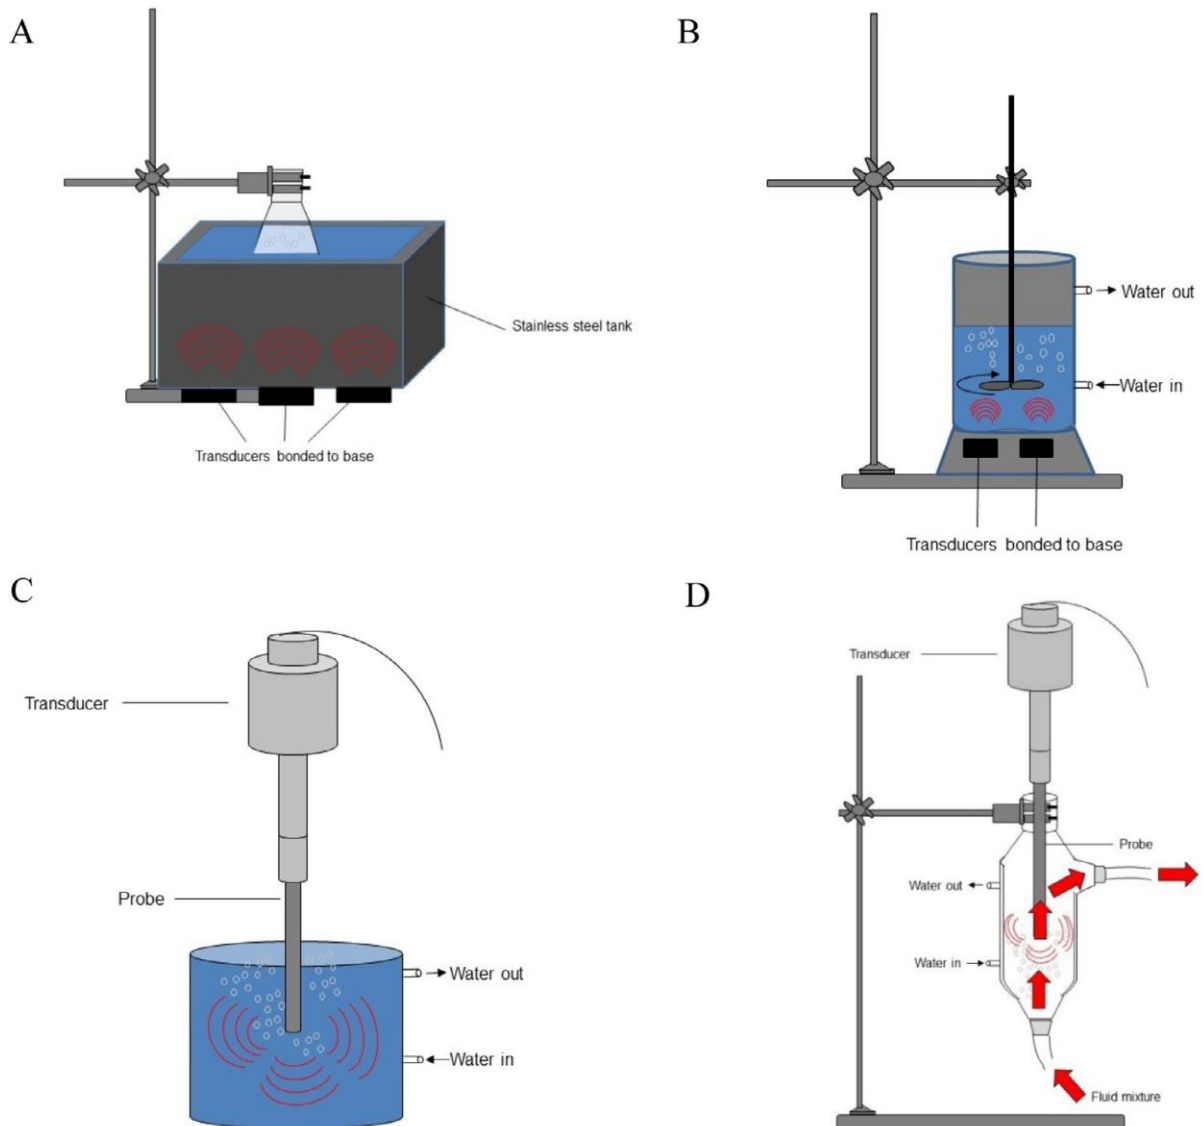 A
Stainless steel tank
Transducers bonded to base
B
Water out
Water in
Transducers bonded to base
C
Transducer
Probe
Water out
Water in
D
Transducer
Probe
Water out
Water in
Fluid mixture